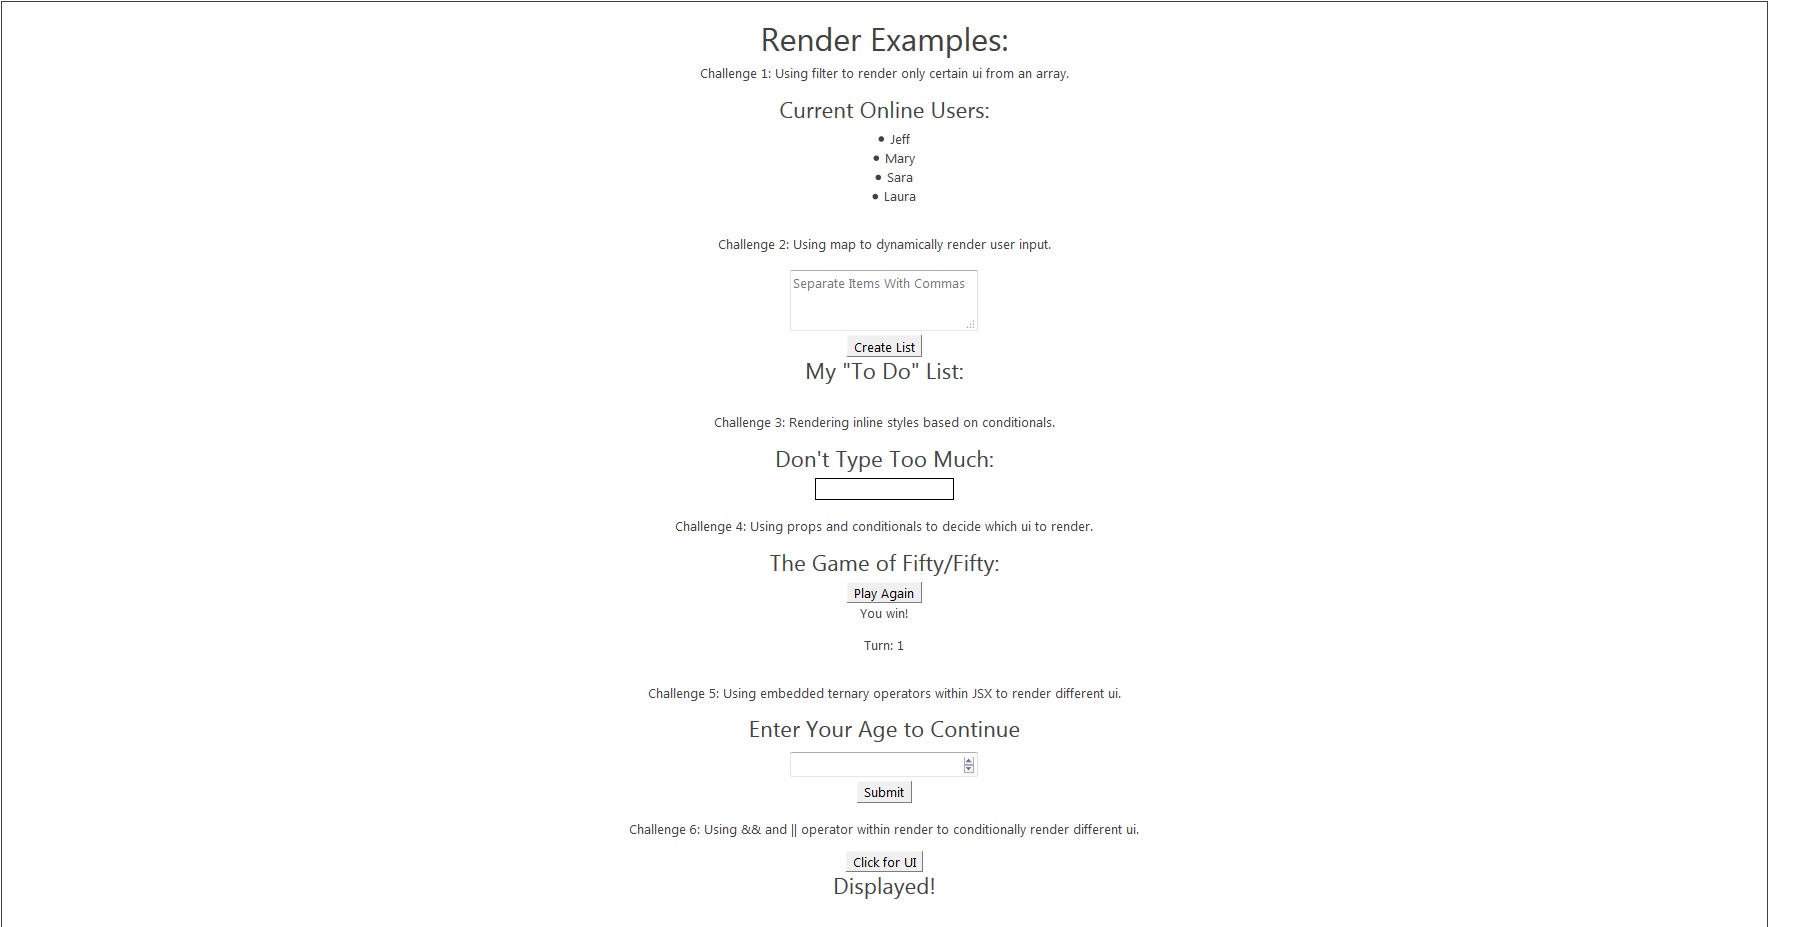 Render Examples:
Challenge 1: Using filter to render only certain ui from an array.
Current Online Users:
• Jeff
• Mary
• Sara
• Laura
Challenge 2: Using map to dynamically render user input.
Separate Items With Commas
Create List
My "To Do" List:
Challenge 3: Rendering inline styles based on conditionals.
Don't Type Too Much:
Challenge 4: Using props and conditionals to decide which ui to render.
The Game of Fifty/Fifty:
Play Again
You win!
Turn: 1
Challenge 5: Using embedded ternary operators within JSX to render different ui.
Enter Your Age to Continue
Submit
Challenge 6: Using && and || operator within render to conditionally render different ui.
Click for UI
Displayed!